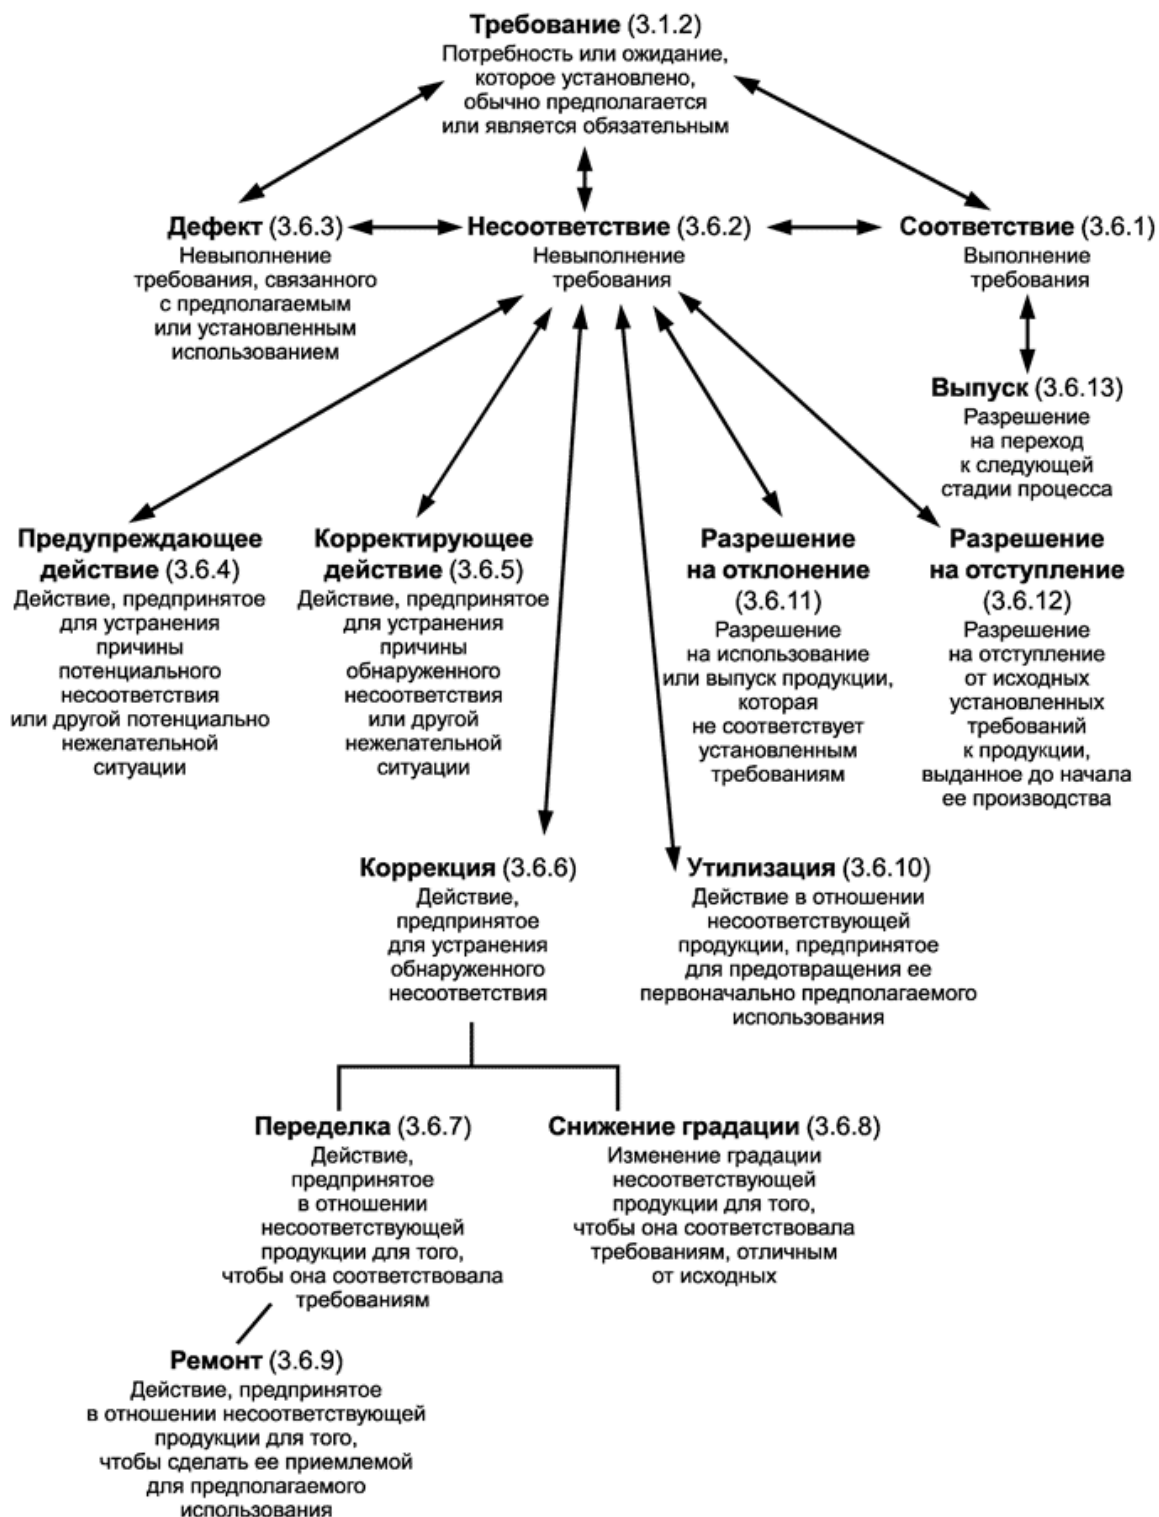 Требование (3.1.2)
Потребность или ожидание,
которое установлено,
обычно предполагается
или является обязательным
Дефект (3.6.3)
Невыполнение
требования, связанного
с предполагаемым
или установленным
использованием
Несоответствие (3.6.2)
Невыполнение
требования
Соответствие (3.6.1)
Выполнение
требования
Выпуск (3.6.13)
Разрешение
на переход
к следующей
стадии процесса
Предупреждающее
действие (3.6.4)
Действие, предпринятое
для устранения
причины
потенциального
несоответствия
или другой потенциально
нежелательной
ситуации
Корректирующее
действие (3.6.5)
Действие, предпринятое
для устранения
причины
обнаруженного
несоответствия
или другой
нежелательной
ситуации
Разрешение
на отклонение
(3.6.11)
Разрешение
на использование
или выпуск продукции,
которая
не соответствует
установленным
требованиям
Разрешение
на отступление
(3.6.12)
Разрешение
на отступление
от исходных
установленных
требований
к продукции,
выданное до начала
ее производства
Коррекция (3.6.6)
Действие,
предпринятое
для устранения
обнаруженного
несоответствия
Утилизация (3.6.10)
Действие в отношении
несоответствующей
продукции, предпринятое
для предотвращения ее
первоначально предполагаемого
использования
Переделка (3.6.7)
Действие,
предпринятое
в отношении
несоответствующей
продукции для того,
чтобы она соответствовала
требованиям
Снижение градации (3.6.8)
Изменение градации
несоответствующей
продукции для того,
чтобы она соответствовала
требованиям, отличным
от исходных
Ремонт (3.6.9)
Действие, предпринятое
в отношении несоответствующей
продукции для того,
чтобы сделать ее приемлемой
для предполагаемого
использования